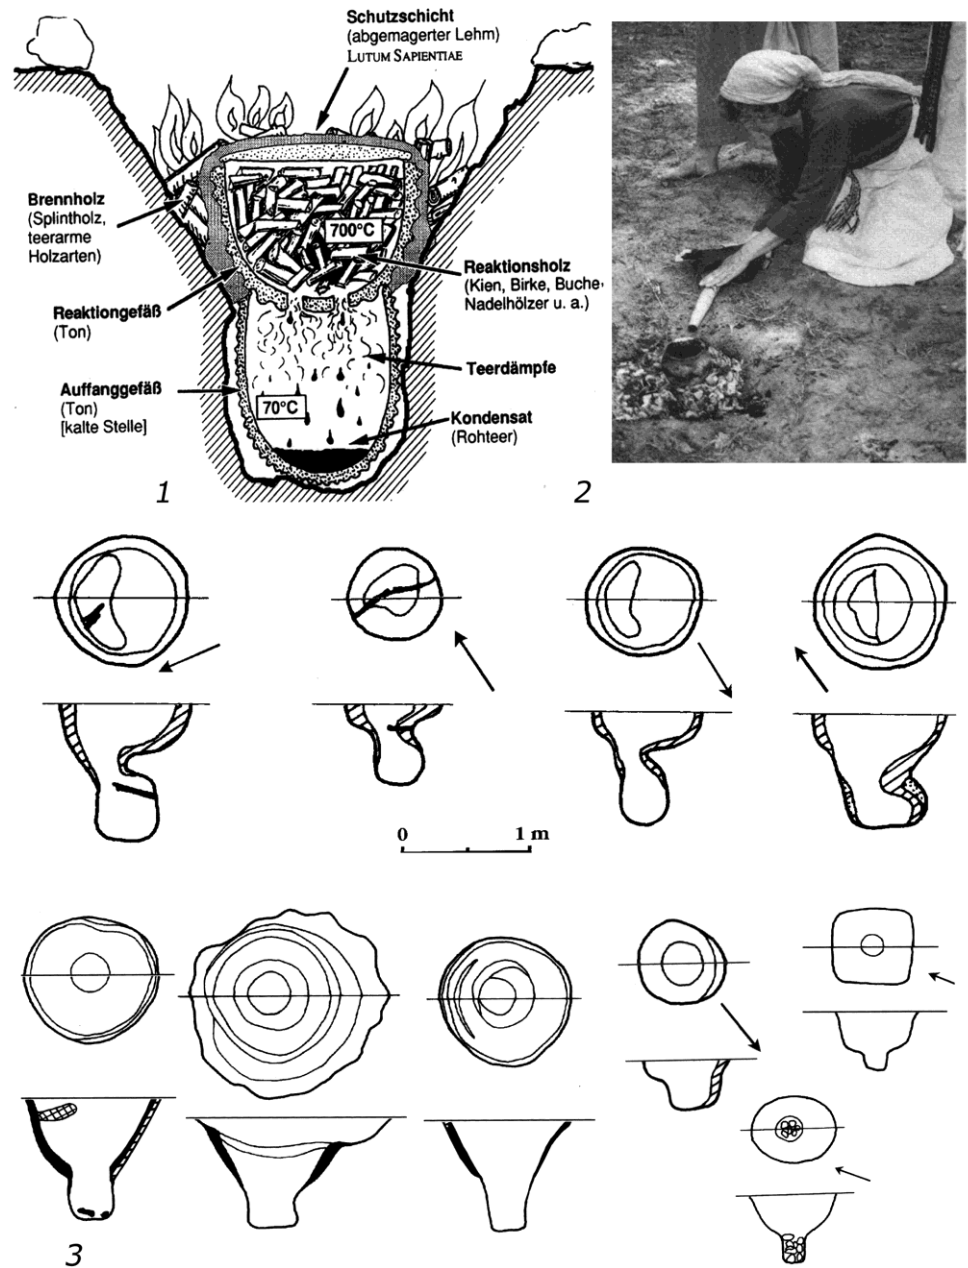 Schutzschicht
(abgemagerter Lehm)
LUTUM SAPIENTIAE
Brennholz
(Splintholz,
teerarme
Holzarten)
700°C
Reaktionsholz
(Kien, Birke, Buche,
Nadelhölzer u. a.)
Reaktiongefäß
(Ton)
Teerdämpfe
Auffanggefäß
(Ton)
[kalte Stelle]
70°C
Kondensat
(Rohteer)
1
2
0 1 m
3